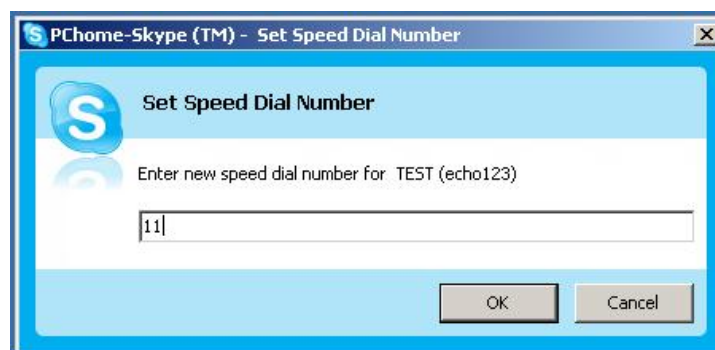 PChome-Skype (TM) - Set Speed Dial Number
Set Speed Dial Number
Enter new speed dial number for TEST (echo123)
11
OK Cancel